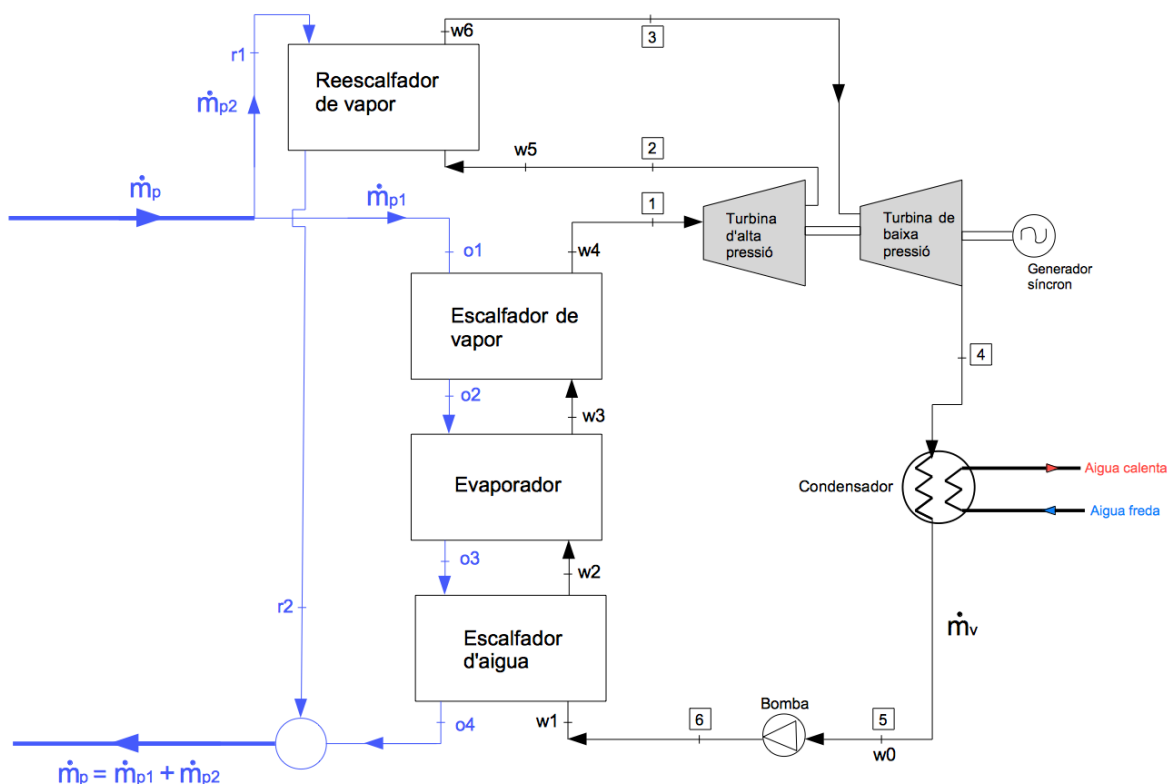 w6
3
r1
Reescalfador
de vapor
ṁp2
w5
2
ṁp
ṁp1
1
Turbina
d'alta
pressió
Turbina de
baixa
pressió
o1
w4
Generador
síncron
Escalfador de
vapor
4
o2
w3
Evaporador
Condensador
Aigua calenta
Aigua freda
o3
w2
r2
Escalfador
d'aigua
ṁv
o4
w1
6
Bomba
5
w0
ṁp = ṁp1 + ṁp2